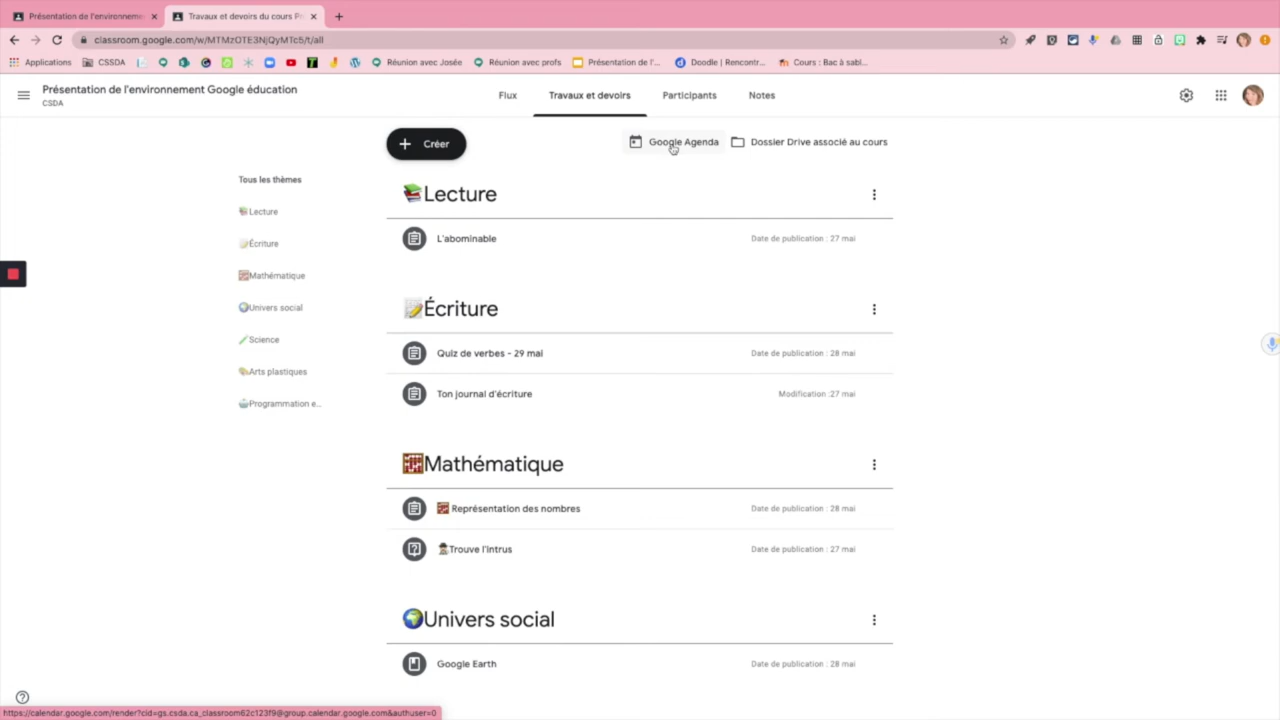 Présentation de l'environneme
Travaux et devoirs du cours Pr
classroom.google.com/w/MTMzOTE3NjQyMTc5/t/all
Applications
CSSDA
Réunion avec Josée
Réunion avec profs
Présentation de l'...
Doodle | Rencontr...
Cours : Bac à sabl...
Présentation de l'environnement Google éducation
CSDA
Flux
Travaux et devoirs
Participants
Notes
Créer
Google Agenda
Dossier Drive associé au cours
Tous les thèmes
Lecture
Écriture
Mathématique
Univers social
Science
Arts plastiques
Programmation e...
Lecture
L'abominable
Date de publication : 27 mai
Écriture
Quiz de verbes - 29 mai
Date de publication : 28 mai
Ton journal d'écriture
Modification :27 mai
Mathématique
Représentation des nombres
Date de publication : 28 mai
Trouve l'intrus
Date de publication : 27 mai
Univers social
Google Earth
Date de publication : 28 mai
https://calendar.google.com/render?cid=gs.csda.ca_classroom62c123f9@group.calendar.google.com&authuser=0